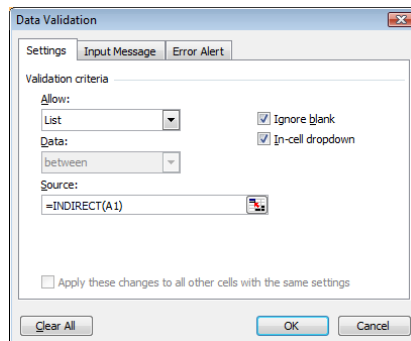 Data Validation
Settings Input Message Error Alert
Validation criteria
Allow:
List
Ignore blank
Data:
In-cell dropdown
between
Source:
=INDIRECT(A1)
Apply these changes to all other cells with the same settings
Clear All OK Cancel